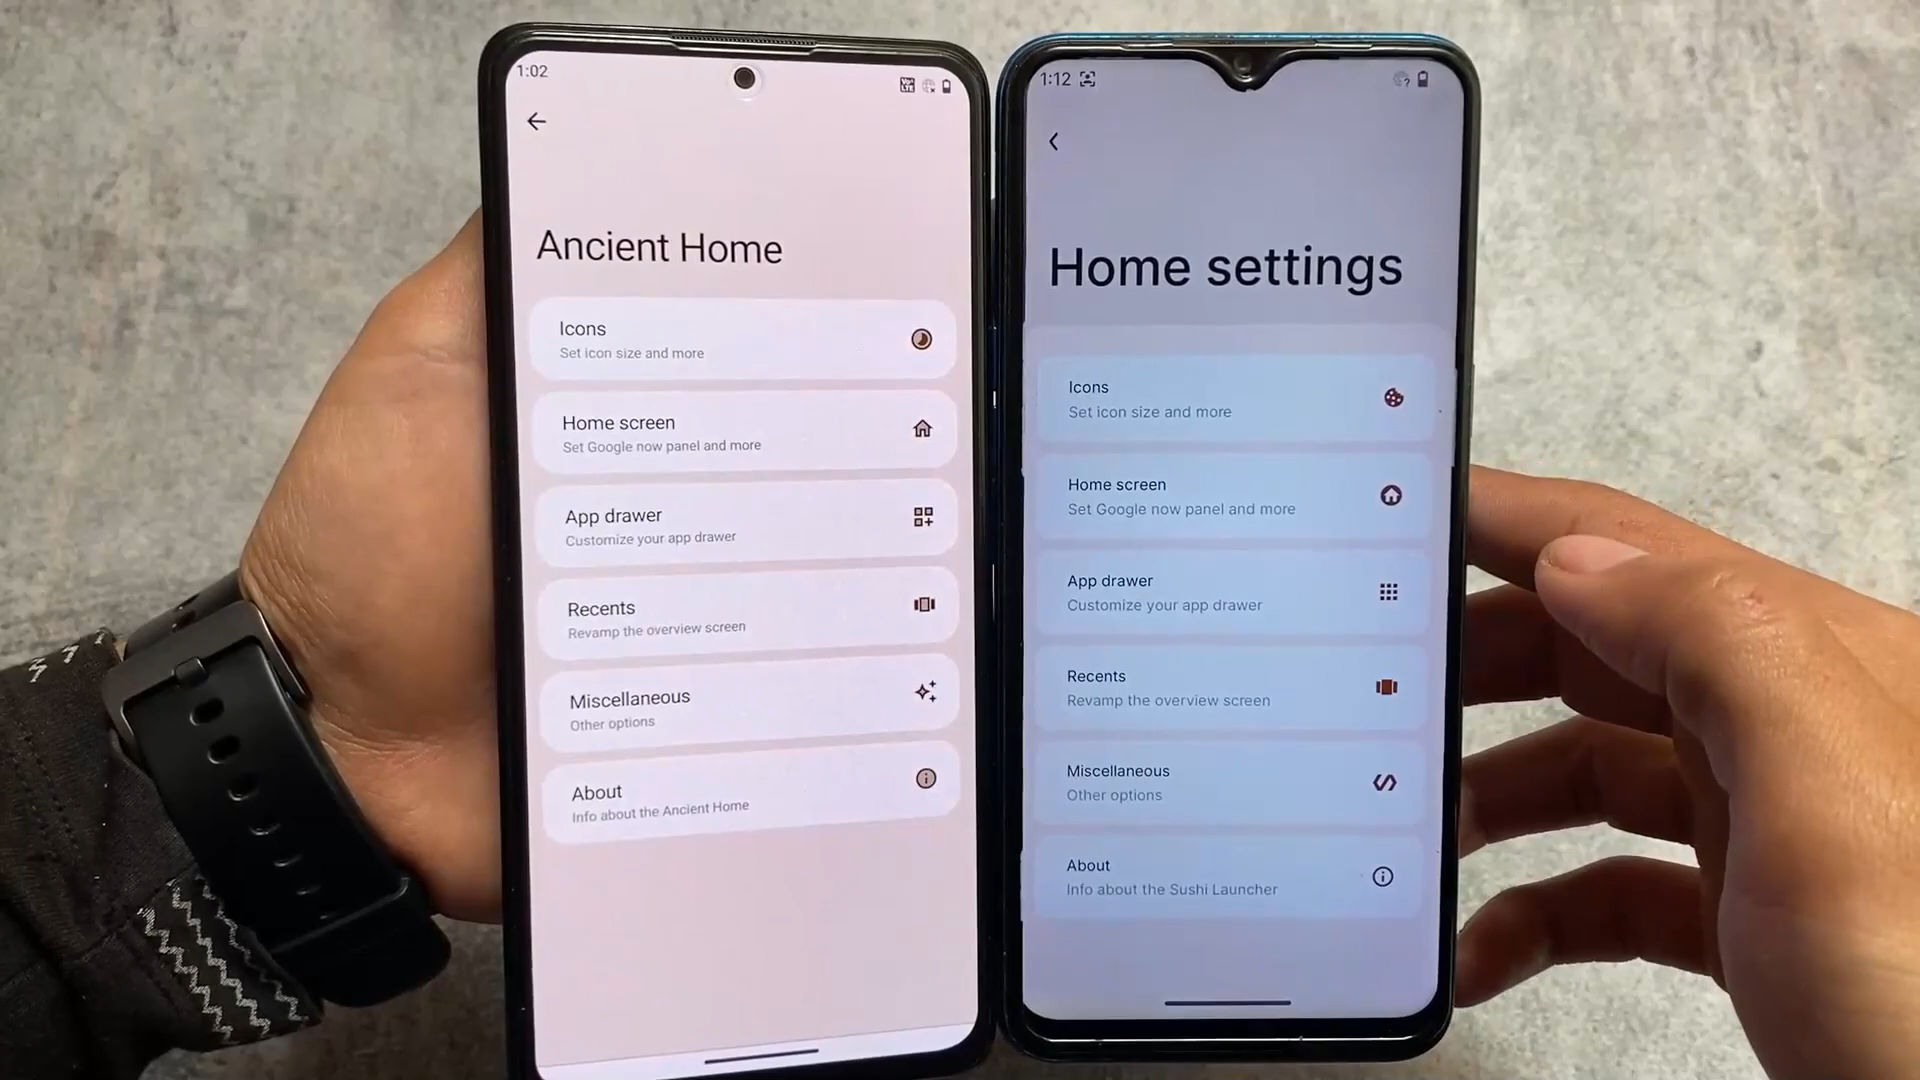 1:02
Vo LTE
Ancient Home
Icons
Set icon size and more
Home screen
Set Google now panel and more
App drawer
Customize your app drawer
Recents
Revamp the overview screen
Miscellaneous
Other options
About
Info about the Ancient Home
1:12
Home settings
Icons
Set icon size and more
Home screen
Set Google now panel and more
App drawer
Customize your app drawer
Recents
Revamp the overview screen
Miscellaneous
Other options
About
Info about the Sushi Launcher